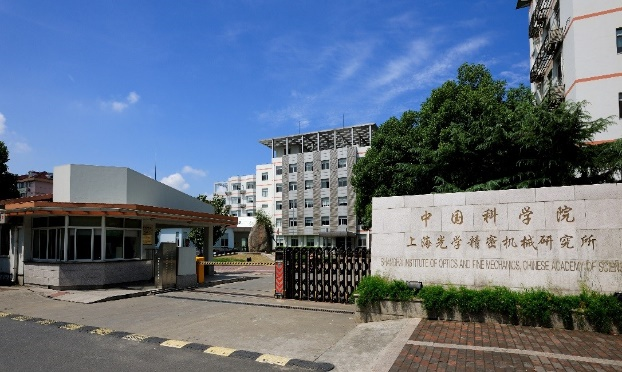 中国科学院
上海光学精密机械研究所
SHANGHAI INSTITUTE OF OPTICS AND FINE MECHANICS, CHINESE ACADEMY OF SCIEN